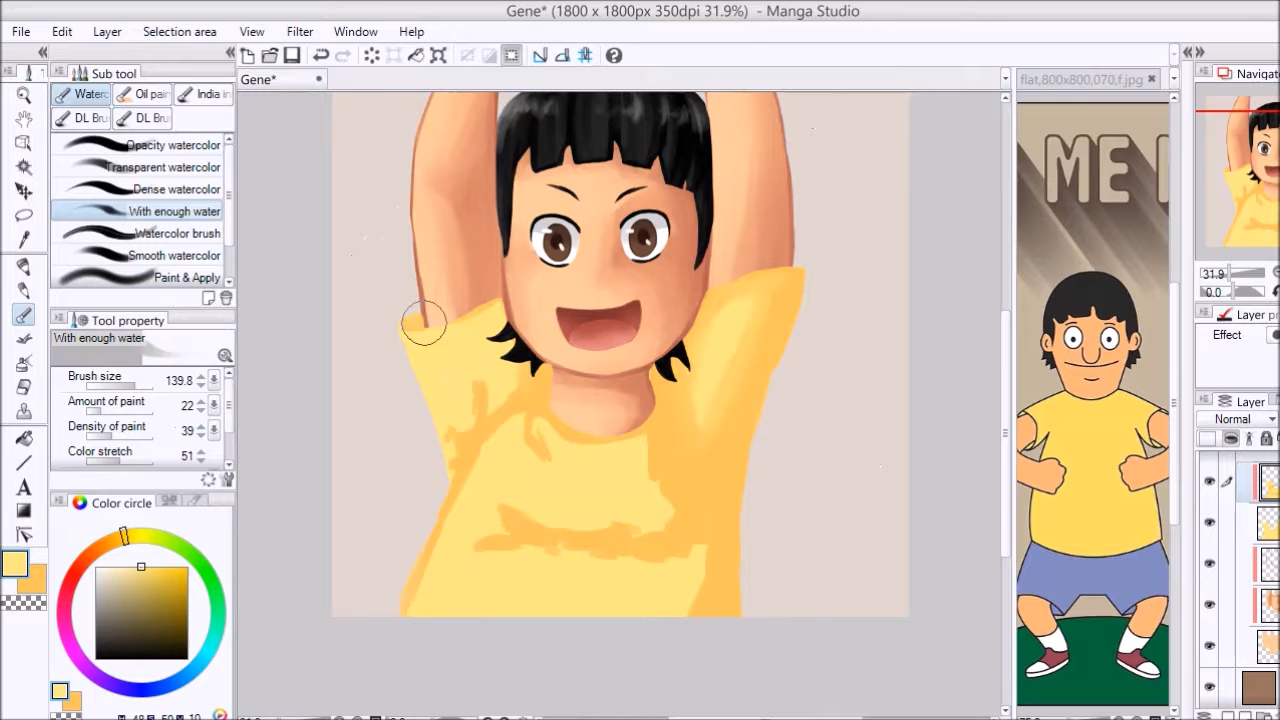 Gene* (1800 x 1800px 350dpi 31.9%) - Manga Studio
File Edit Layer Selection area View Filter Window Help
Sub tool
Gene*
flat,800x800,070,f.jpg
Navigat
Waterc Oil pain India in
DL Bru DL Bru
Opacity watercolor
Transparent watercolor
Dense watercolor
With enough water
Watercolor brush
Smooth watercolor
Paint & Apply
ME
Tool property
With enough water
Brush size 139.8
Amount of paint 22
Density of paint 39
Color stretch 51
Color circle
31.9
0.0
Layer pr
Effect
Layer
Normal
A